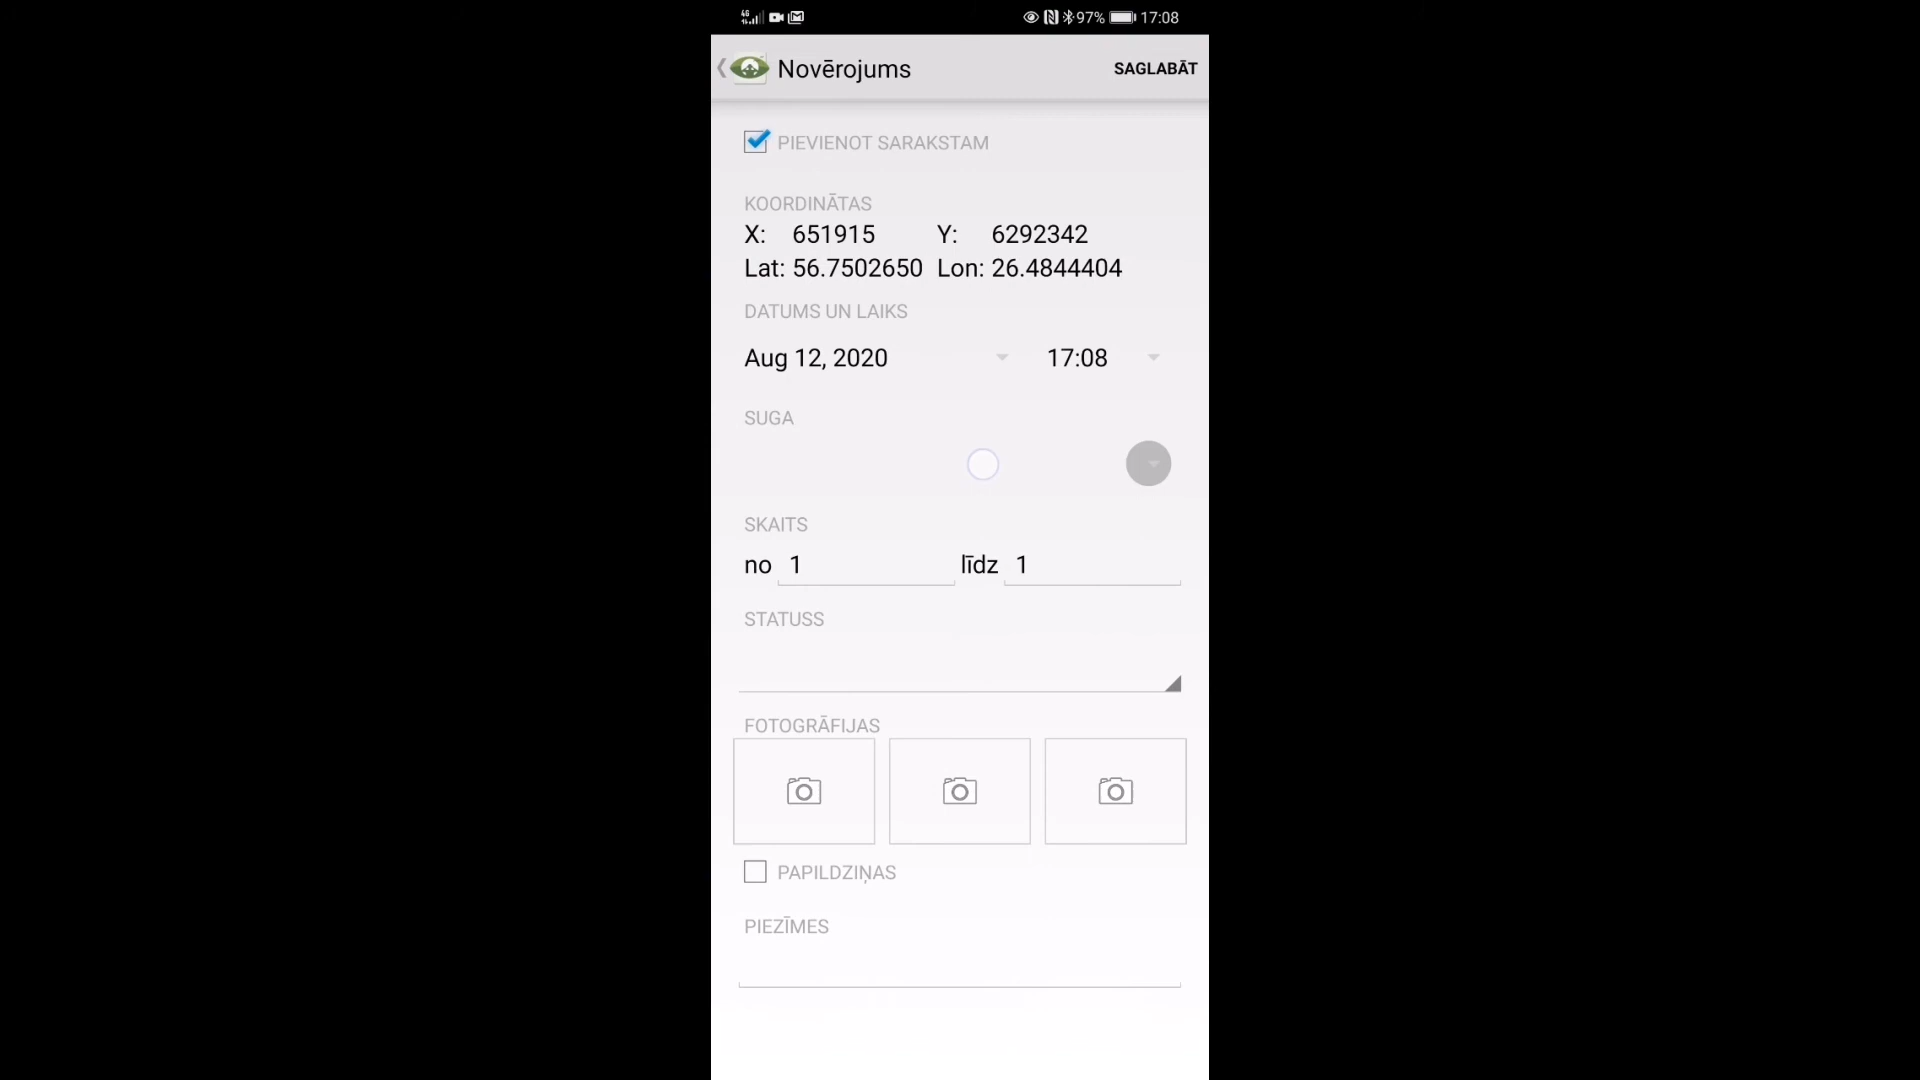 4G 97% 17:08
Novērojums SAGLABĀT
PIEVIENOT SARAKSTAM
KOORDINĀTAS
X: 651915 Y: 6292342
Lat: 56.7502650 Lon: 26.4844404
DATUMS UN LAIKS
Aug 12, 2020 17:08
SUGA
SKAITS
no 1 līdz 1
STATUSS
FOTOGRĀFIJAS
PAPILDZIŅAS
PIEZĪMES